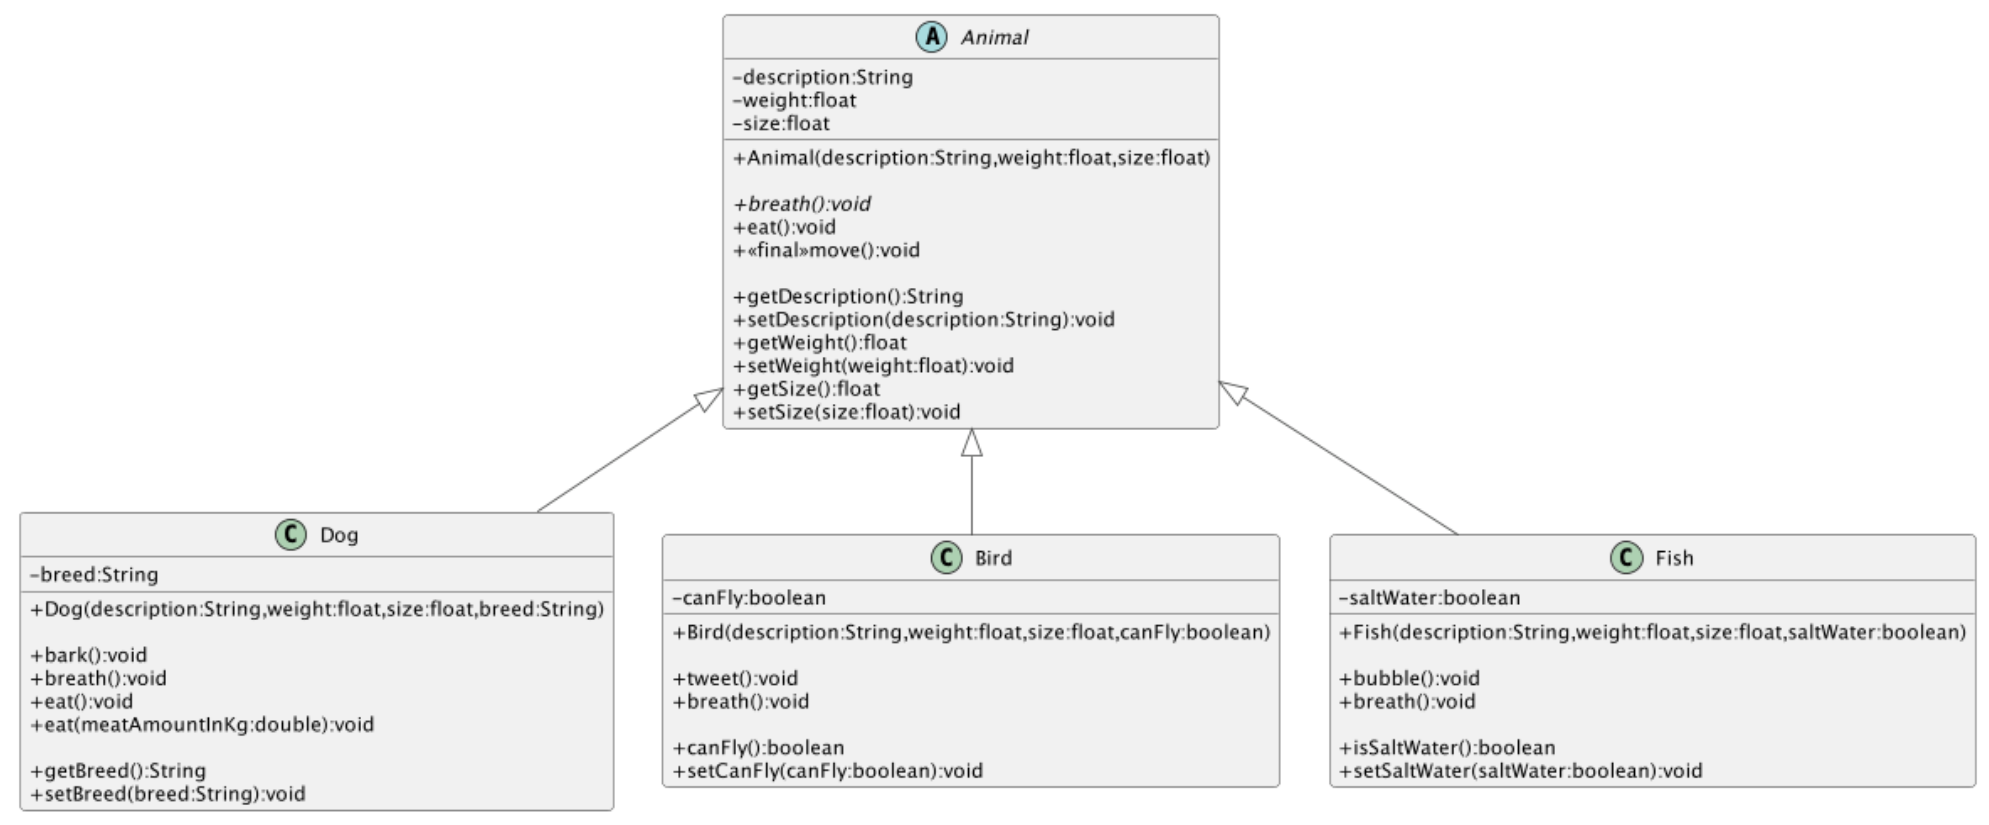 A Animal
-description:String
-weight:float
-size:float
+Animal(description:String,weight:float,size:float)
+breath():void
+eat():void
+«final»move():void
+getDescription():String
+setDescription(description:String):void
+getWeight():float
+setWeight(weight:float):void
+getSize():float
+setSize(size:float):void
C Dog
-breed:String
+Dog(description:String,weight:float,size:float,breed:String)
+bark():void
+breath():void
+eat():void
+eat(meatAmountInKg:double):void
+getBreed():String
+setBreed(breed:String):void
C Bird
-canFly:boolean
+Bird(description:String,weight:float,size:float,canFly:boolean)
+tweet():void
+breath():void
+canFly():boolean
+setCanFly(canFly:boolean):void
C Fish
-saltWater:boolean
+Fish(description:String,weight:float,size:float,saltWater:boolean)
+bubble():void
+breath():void
+isSaltWater():boolean
+setSaltWater(saltWater:boolean):void